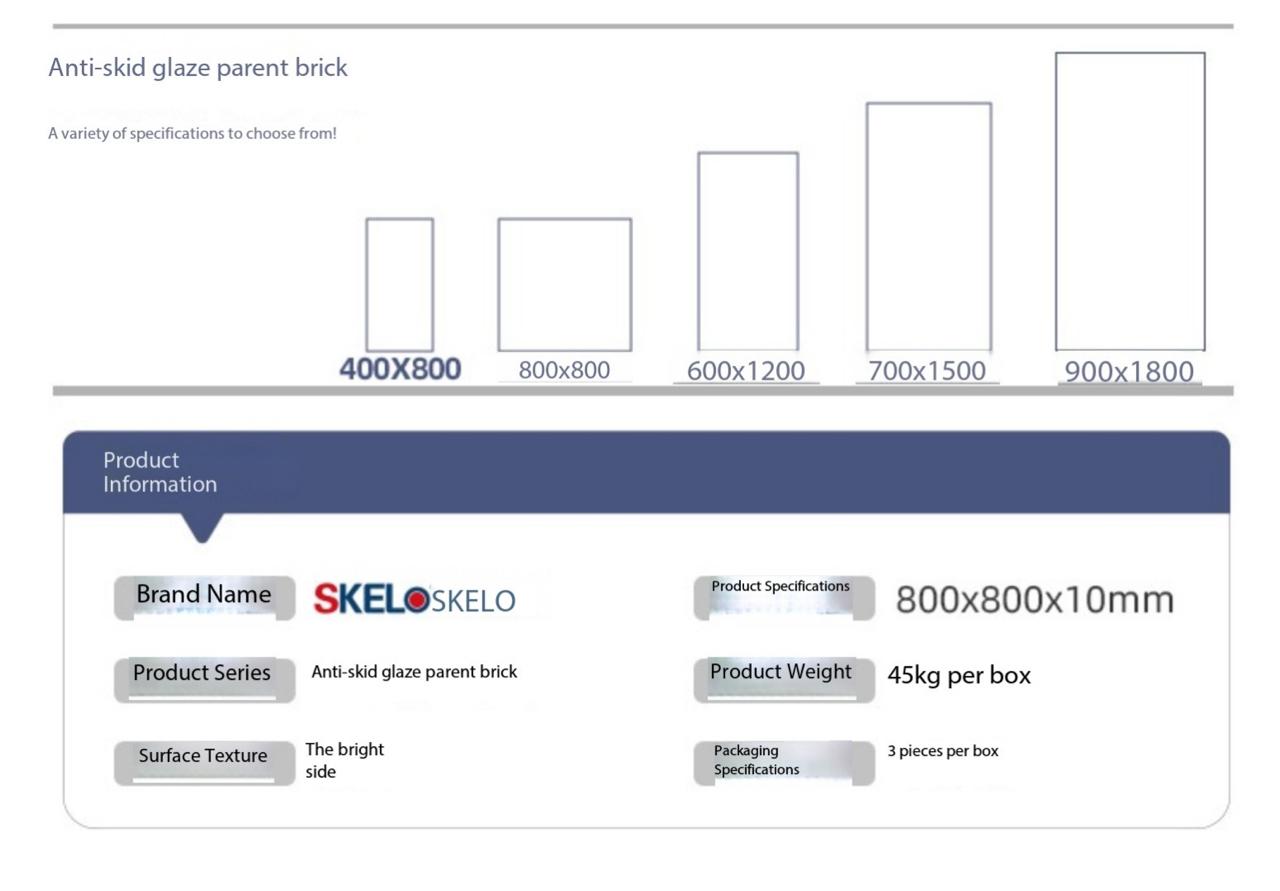 Anti-skid glaze parent brick
A variety of specifications to choose from!
400X800
800x800
600x1200
700x1500
900x1800
Product
Information
Brand Name
SKELO SKELO
Product Specifications
800x800x10mm
Product Series
Anti-skid glaze parent brick
Product Weight
45kg per box
Surface Texture
The bright
side
Packaging
Specifications
3 pieces per box